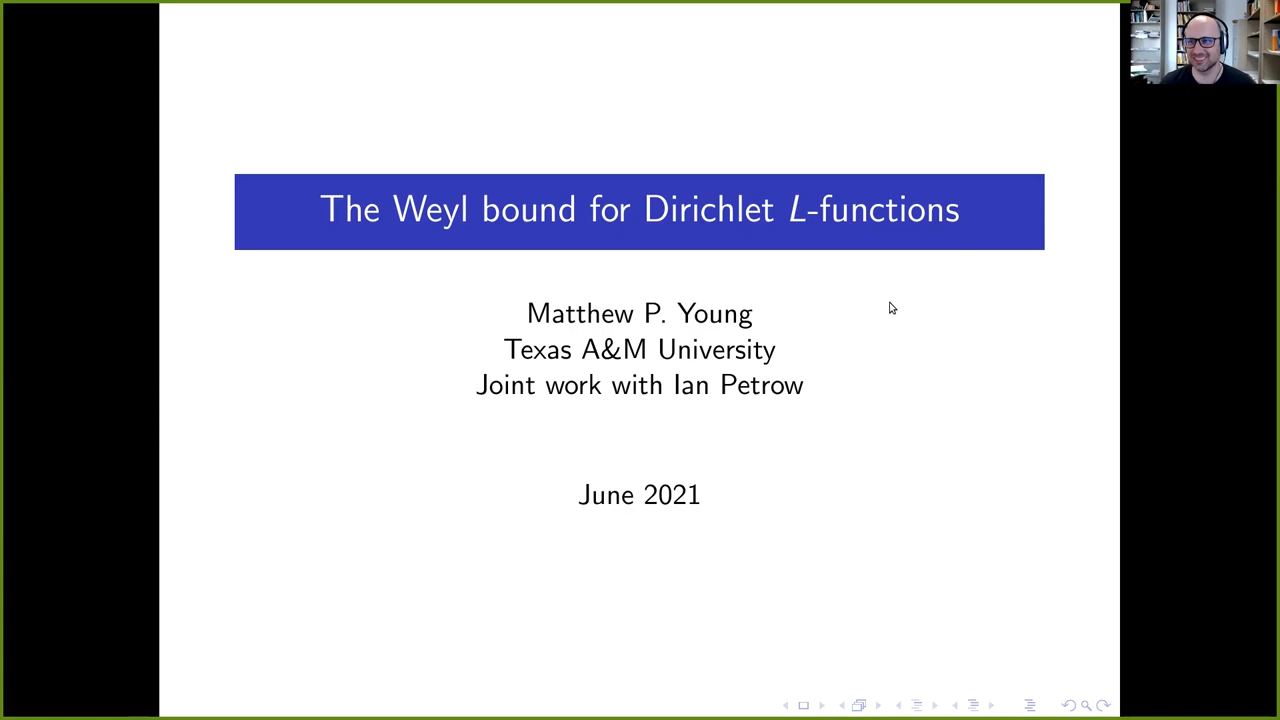 The Weyl bound for Dirichlet L-functions
Matthew P. Young
Texas A&M University
Joint work with Ian Petrow
June 2021